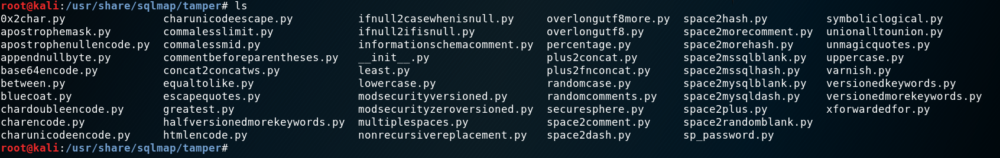 root@kali:/usr/share/sqlmap/tamper# ls
0x2char.py charunicodeescape.py ifnull2casewhenisnull.py overlongutf8more.py space2hash.py symboliclogical.py
apostrophemask.py commalesslimit.py ifnull2ifisnull.py overlongutf8.py space2morecomment.py unionalltounion.py
apostrophenullencode.py commalessmid.py informationschemacomment.py percentage.py space2morehash.py unmagicquotes.py
appendnullbyte.py commentbeforeparentheses.py __init__.py plus2concat.py space2mssqlblank.py uppercase.py
base64encode.py concat2concatws.py least.py plus2fnconcat.py space2mssqlhash.py varnish.py
between.py equaltolike.py lowercase.py randomcase.py space2mysqlblank.py versionedkeywords.py
bluecoat.py escapequotes.py modsecurityversioned.py randomcomments.py space2mysqldash.py versionedmorekeywords.py
chardoubleencode.py greatest.py modsecurityzeroversioned.py securesphere.py space2plus.py xforwardedfor.py
charencode.py halfversionedmorekeywords.py multiplespaces.py space2comment.py space2randomblank.py
charunicodeencode.py htmlencode.py nonrecursivereplacement.py space2dash.py sp_password.py
root@kali:/usr/share/sqlmap/tamper#